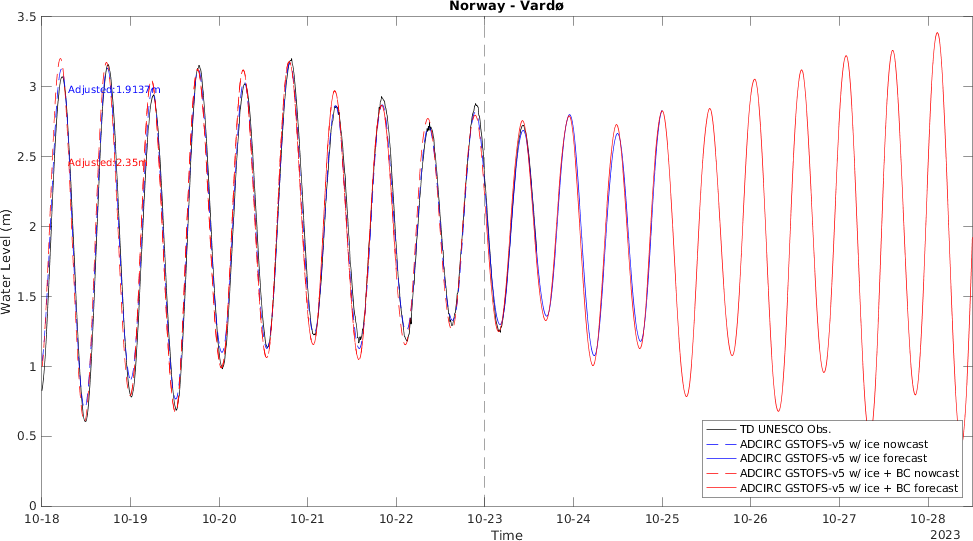 Norway - Vardø
3.5
3
2.5
2
1.5
1
0.5
0
Water Level (m)
Adjusted:1.9137m
Adjusted:2.35m
TD UNESCO Obs.
ADCIRC GSTOFS-v5 w/ ice nowcast
ADCIRC GSTOFS-v5 w/ ice forecast
ADCIRC GSTOFS-v5 w/ ice + BC nowcast
ADCIRC GSTOFS-v5 w/ ice + BC forecast
10-18 10-19 10-20 10-21 10-22 10-23 10-24 10-25 10-26 10-27 10-28
Time
2023